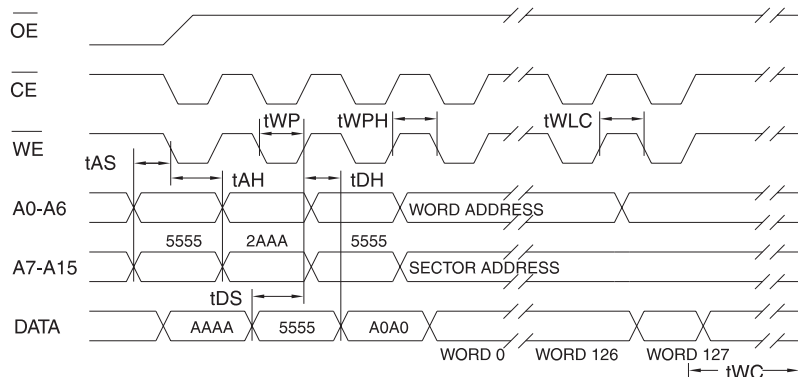 OE
CE
tWP tWPH tWLC
WE
tAS
tAH tDH
A0-A6 WORD ADDRESS
5555 2AAA 5555
A7-A15 SECTOR ADDRESS
tDS
DATA AAAA 5555 A0A0
WORD 0 WORD 126 WORD 127
tWC